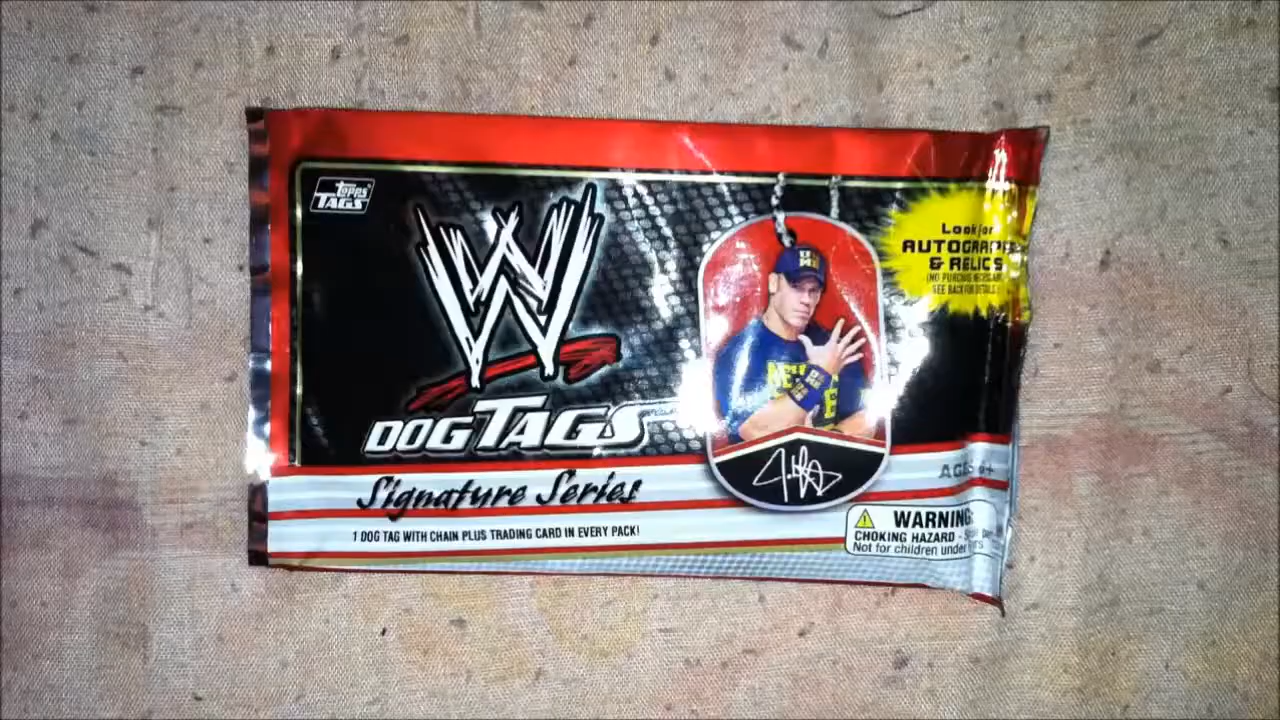 topps
TAGS
W
DOG TAGS
Signature Series
1 DOG TAG WITH CHAIN PLUS TRADING CARD IN EVERY PACK!
Look for
& RELICS
SEE BACK FOR DETAILS
WARNING:
CHOKING HAZARD -
Not for children under